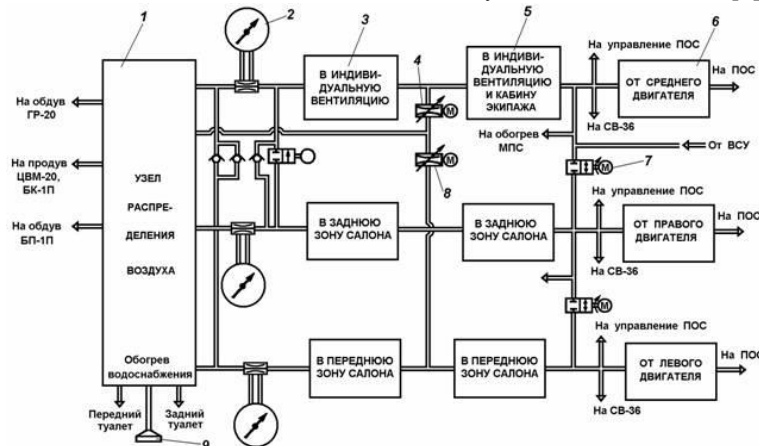 1
2
3
4
5
6
На обдув
ГР-20
На продув
ЦВМ-20,
БК-1П
На обдув
БП-1П
УЗЕЛ
РАСПРЕ-
ДЕЛЕНИЯ
ВОЗДУХА
Обогрев
водоснабжения
Передний
туалет
Задний
туалет
9
В ИНДИВИ-
ДУАЛЬНУЮ
ВЕНТИЛЯЦИЮ
В ИНДИВИ-
ДУАЛЬНУЮ
ВЕНТИЛЯЦИЮ
И КАБИНУ
ЭКИПАЖА
На управление ПОС
ОТ СРЕДНЕГО
ДВИГАТЕЛЯ
На ПОС
На СВ-36
М
На обогрев
МПС
От ВСУ
М
8
М
7
В ЗАДНЮЮ
ЗОНУ САЛОНА
В ЗАДНЮЮ
ЗОНУ САЛОНА
На управление ПОС
ОТ ПРАВОГО
ДВИГАТЕЛЯ
На ПОС
На СВ-36
М
В ПЕРЕДНЮЮ
ЗОНУ САЛОНА
В ПЕРЕДНЮЮ
ЗОНУ САЛОНА
На управление ПОС
ОТ ЛЕВОГО
ДВИГАТЕЛЯ
На ПОС
На СВ-36